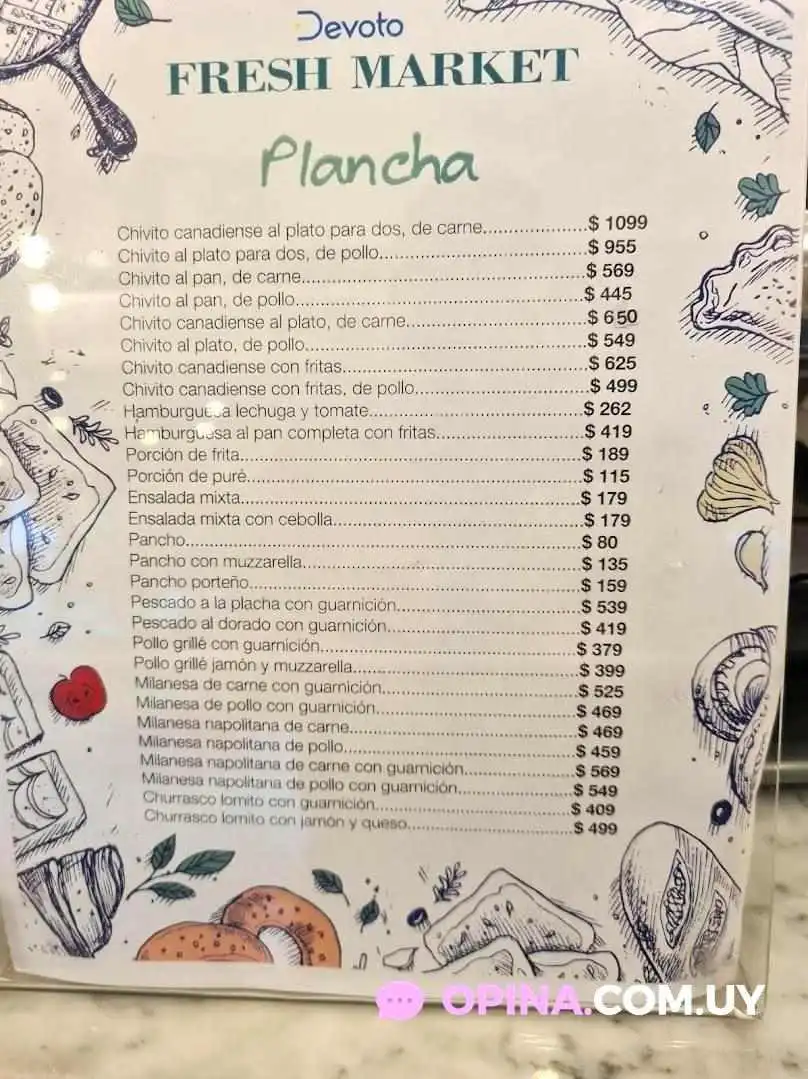 Devoto
FRESH MARKET
Plancha
Chivito canadiense al plato para dos, de carne.....................$ 1099
Chivito al plato para dos, de pollo.....................$ 955
Chivito al pan, de carne.....................$ 569
Chivito al pan, de pollo.....................$ 445
Chivito canadiense al plato, de carne.....................$ 650
Chivito al plato, de pollo.....................$ 549
Chivito canadiense con fritas.....................$ 625
Chivito canadiense con fritas, de pollo.....................$ 499
Hamburguesa lechuga y tomate.....................$ 262
Hamburguesa al pan completa con fritas.....................$ 419
Porción de frita.....................$ 189
Porción de puré.....................$ 115
Ensalada mixta.....................$ 179
Ensalada mixta con cebolla.....................$ 179
Pancho.....................$ 80
Pancho con muzzarella.....................$ 135
Pancho porteño.....................$ 159
Pescado a la placha con guarnición.....................$ 539
Pescado al dorado con guarnición.....................$ 419
Pollo grillé con guarnición.....................$ 379
Pollo grillé jamón y muzzarella.....................$ 399
Milanesa de carne con guarnición.....................$ 525
Milanesa de pollo con guarnición.....................$ 469
Milanesa napolitana de carne.....................$ 469
Milanesa napolitana de pollo.....................$ 459
Milanesa napolitana de carne con guarnición.....................$ 569
Milanesa napolitana de pollo con guarnición.....................$ 549
Churrasco lomito con guarnición.....................$ 409
Churrasco lomito con jamón y queso.....................$ 499
OPINA.COM.UY